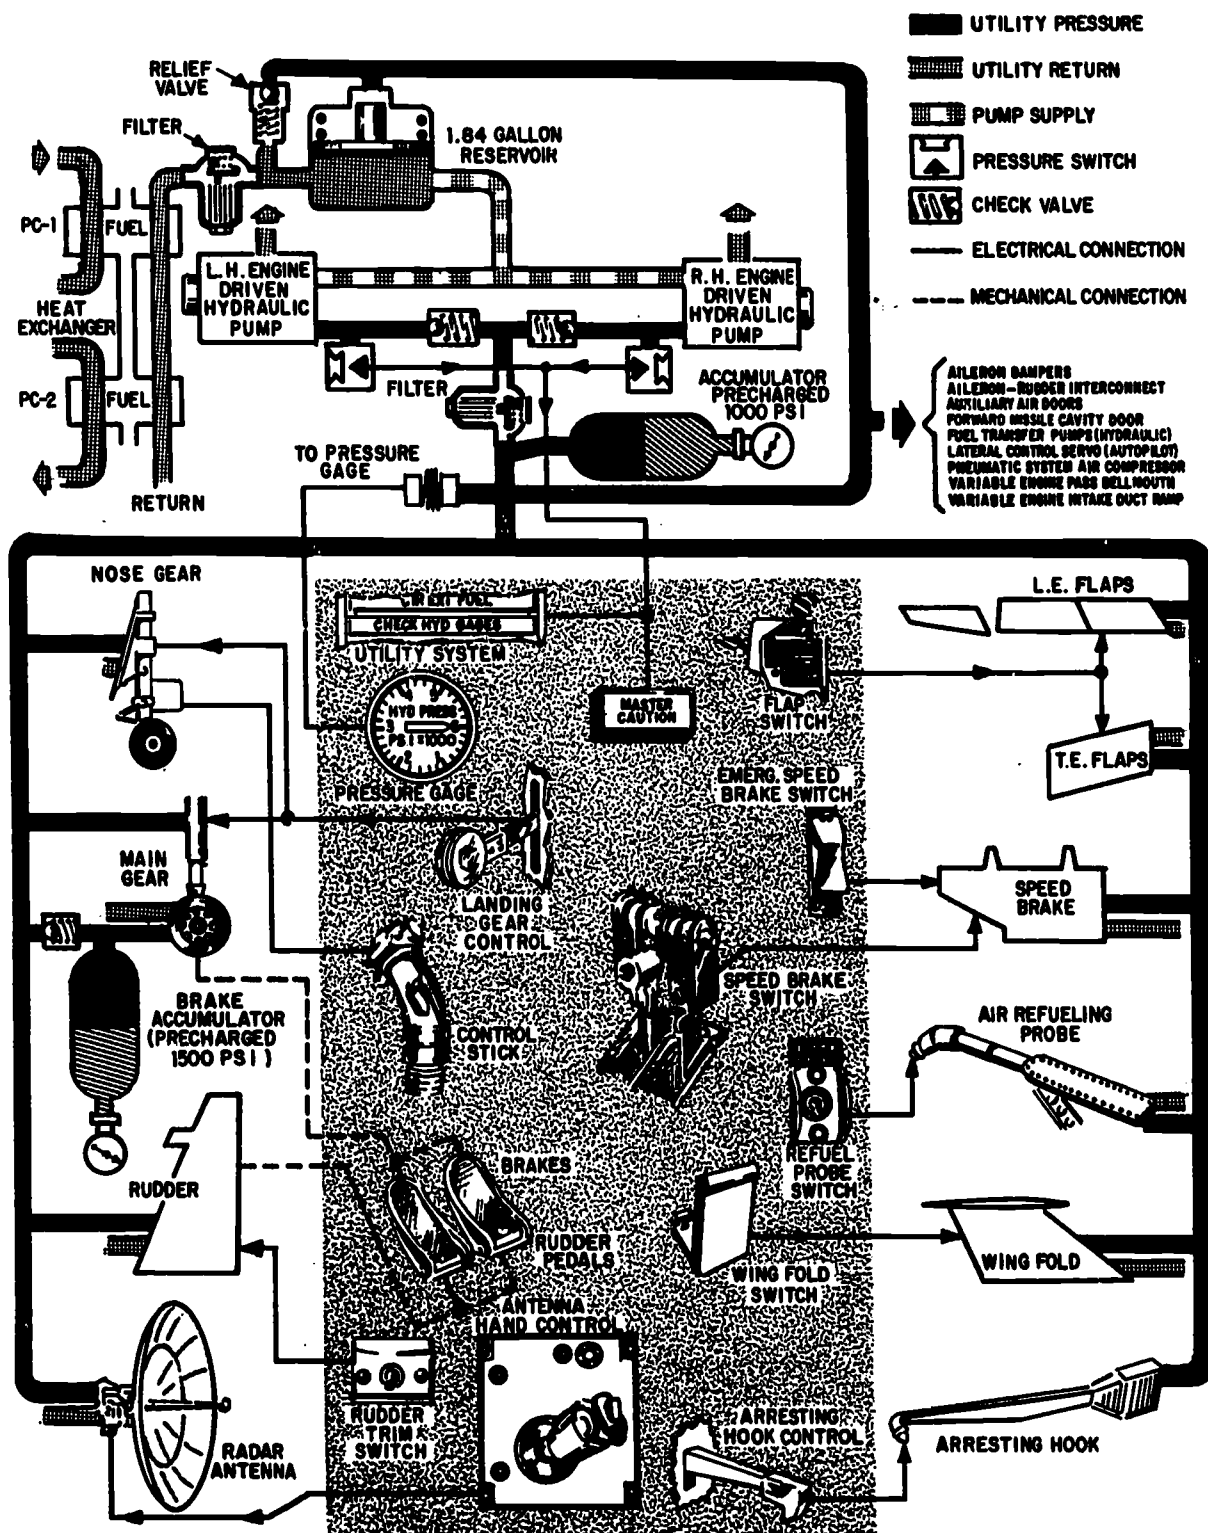 UTILITY PRESSURE
UTILITY RETURN
PUMP SUPPLY
PRESSURE SWITCH
CHECK VALVE
ELECTRICAL CONNECTION
MECHANICAL CONNECTION
RELIEF
VALVE
FILTER
1.84 GALLON
RESERVOIR
PC-1
FUEL
HEAT
EXCHANGER
PC-2
FUEL
RETURN
L.H. ENGINE
DRIVEN
HYDRAULIC
PUMP
R.H. ENGINE
DRIVEN
HYDRAULIC
PUMP
FILTER
ACCUMULATOR
PRECHARGED
1000 PSI
TO PRESSURE
GAGE
AILERON DAMPERS
AILERON-RUDDER INTERCONNECT
AUXILIARY AIR DOORS
FORWARD MISSILE CAVITY DOOR
FUEL TRANSFER PUMPS (HYDRAULIC)
LATERAL CONTROL SERVO (AUTOPILOT)
PNEUMATIC SYSTEM AIR COMPRESSOR
VARIABLE ENGINE PASS BELLMOUTH
VARIABLE ENGINE INTAKE DUCT RAMP
NOSE GEAR
EXT FUEL
CHECK HYD GAGES
UTILITY SYSTEM
HYD PRESS
PSI=1000
PRESSURE GAGE
MASTER
CAUTION
FLAP
SWITCH
L.E. FLAPS
T.E. FLAPS
EMERG. SPEED
BRAKE SWITCH
MAIN
GEAR
LANDING
GEAR
CONTROL
SPEED
BRAKE
SPEED BRAKE
SWITCH
BRAKE
ACCUMULATOR
(PRECHARGED
1500 PSI)
CONTROL
STICK
AIR REFUELING
PROBE
REFUEL
PROBE
SWITCH
RUDDER
BRAKES
RUDDER
PEDALS
WING FOLD
SWITCH
WING FOLD
ANTENNA
HAND CONTROL
RUDDER
TRIM
SWITCH
RADAR
ANTENNA
ARRESTING
HOOK CONTROL
ARRESTING HOOK